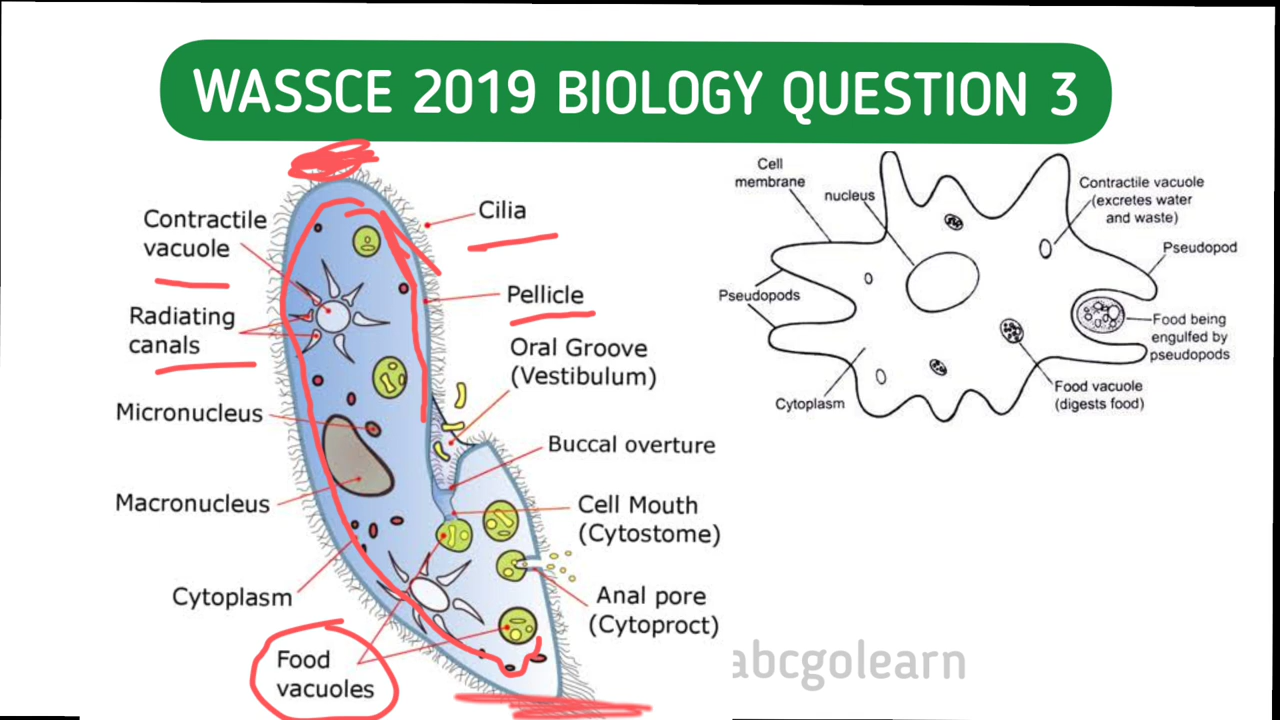 WASSCE 2019 BIOLOGY QUESTION 3
Contractile
vacuole
Radiating
canals
Micronucleus
Macronucleus
Cytoplasm
Food
vacuoles
Cilia
Pellicle
Oral Groove
(Vestibulum)
Buccal overture
Cell Mouth
(Cytostome)
Anal pore
(Cytoproct)
Cell
membrane
nucleus
Contractile vacuole
(excretes water
and waste)
Pseudopod
Pseudopods
Food being
engulfed by
pseudopods
Food vacuole
(digests food)
Cytoplasm
abcgolearn